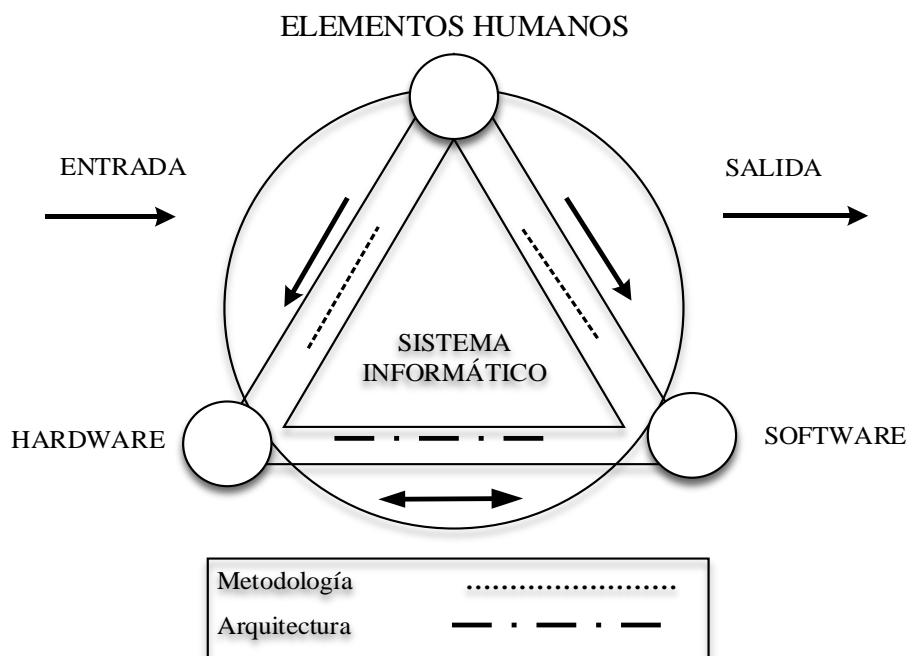 ELEMENTOS HUMANOS
ENTRADA
SALIDA
SISTEMA
INFORMÁTICO
HARDWARE
SOFTWARE
Metodología
Arquitectura